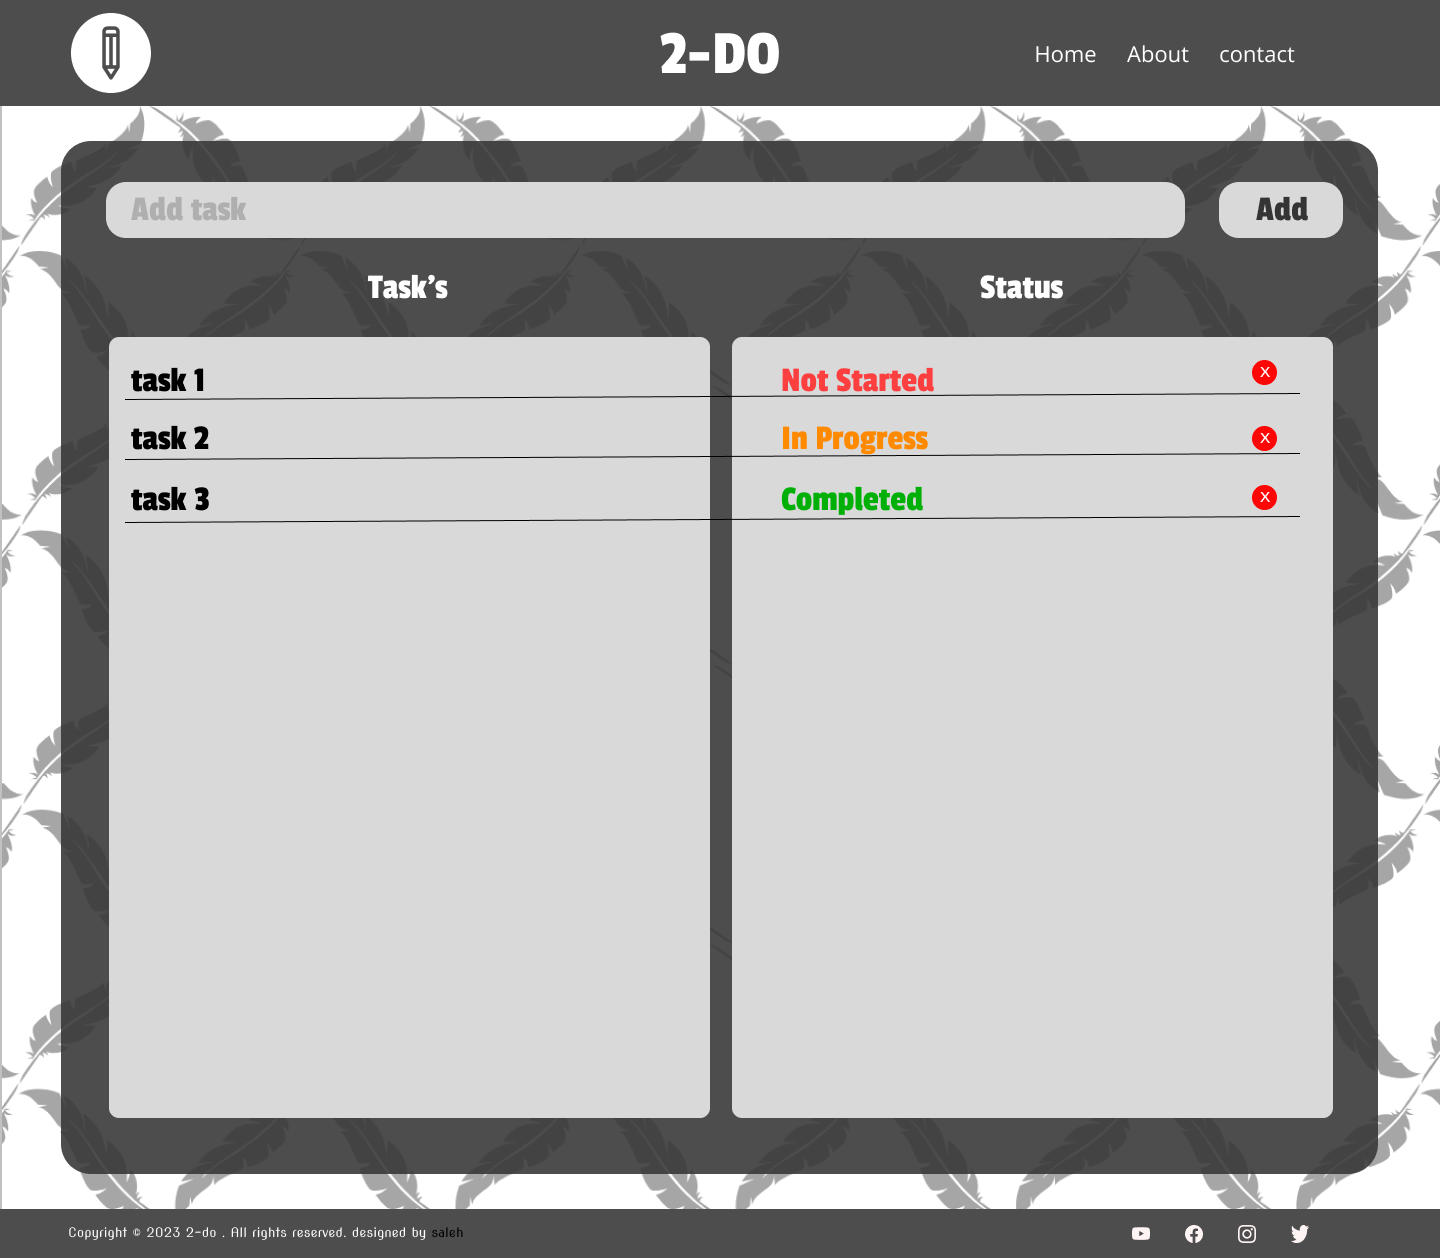 2-DO
Home About contact
Add task
Add
Task's Status
task 1 Not Started X
task 2 In Progress X
task 3 Completed X
Copyright © 2023 2-do . All rights reserved. designed by saleh